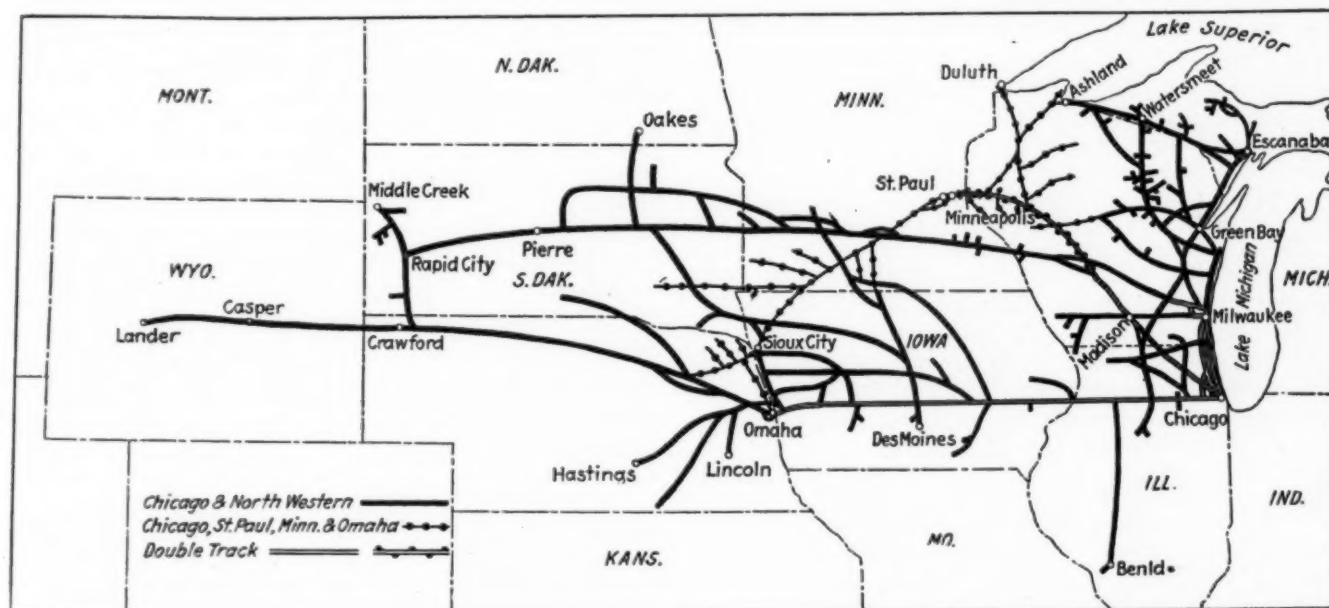 Lake Superior
N. DAK.
Duluth
Ashland
MONT.
MINN.
Watersmeet
Oakes
Escanaba
Middle Creek
St. Paul
Minneapolis
Green Bay
Pierre
Rapid City
WYO.
S. DAK.
Lake Michigan
MICH.
Casper
Lander
Crawford
Sioux City
IOWA
Madison
Milwaukee
Chicago
Omaha
Des Moines
Hastings
Lincoln
ILL.
IND.
Chicago & North Western
Chicago, St. Paul, Minn. & Omaha
Double Track
KANS.
MO.
Benld